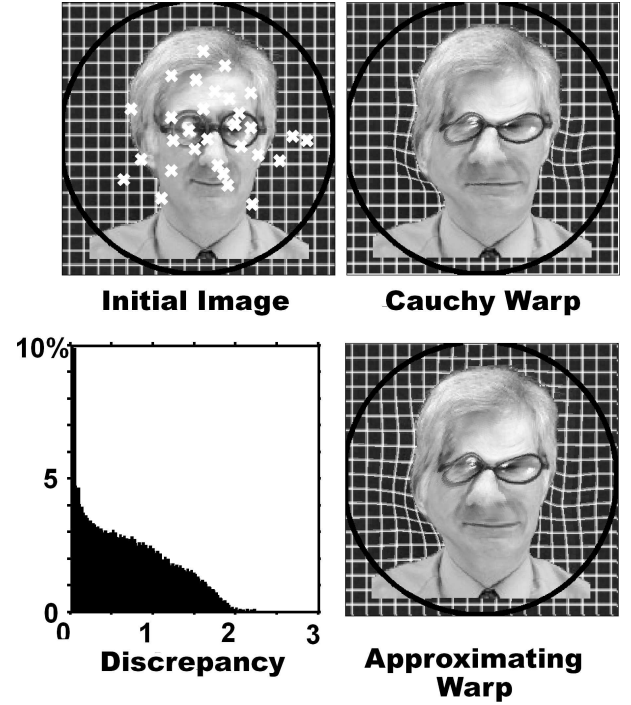 Initial Image
Cauchy Warp
10%
5
0
0 1 2 3
Discrepancy
Approximating
Warp